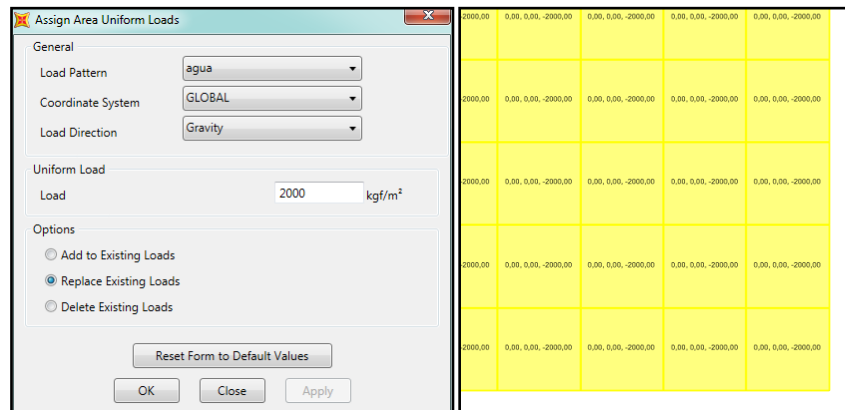 Assign Area Uniform Loads
General
Load Pattern agua
Coordinate System GLOBAL
Load Direction Gravity
Uniform Load
Load 2000 kgf/m²
Options
Add to Existing Loads
Replace Existing Loads
Delete Existing Loads
Reset Form to Default Values
OK Close Apply
-2000,00 0,00, 0,00, -2000,00 0,00, 0,00, -2000,00 0,00, 0,00, -2000,00 0,00, 0,00, -2000,00
-2000,00 0,00, 0,00, -2000,00 0,00, 0,00, -2000,00 0,00, 0,00, -2000,00 0,00, 0,00, -2000,00
-2000,00 0,00, 0,00, -2000,00 0,00, 0,00, -2000,00 0,00, 0,00, -2000,00 0,00, 0,00, -2000,00
-2000,00 0,00, 0,00, -2000,00 0,00, 0,00, -2000,00 0,00, 0,00, -2000,00 0,00, 0,00, -2000,00
-2000,00 0,00, 0,00, -2000,00 0,00, 0,00, -2000,00 0,00, 0,00, -2000,00 0,00, 0,00, -2000,00